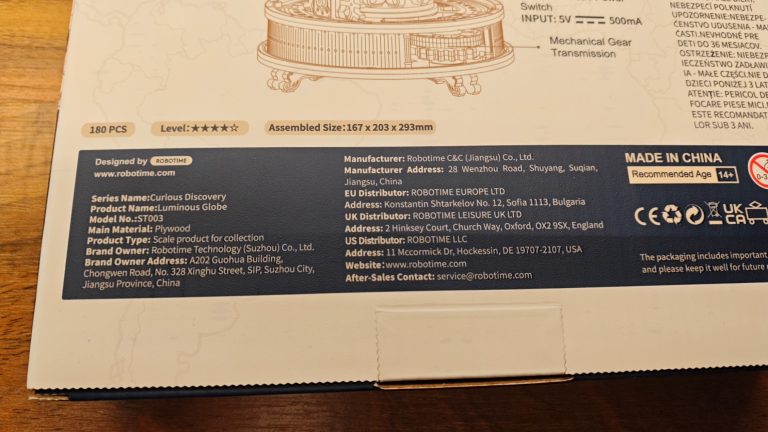 Switch
INPUT: 5V 500mA
Mechanical Gear
Transmission
NEBEZPEČÍ POLKNUTÍ
UPOZORNENIE:NEBEZPE-
ČENSTVO UDUSENIA - MA
ČASTI.NEVHODNÉ PRE
DETI DO 36 MESIACOV.
OSTRZEŻENIE: NIEBEZP
IECZEŃSTWO ZADŁAWI
IA - MAŁE CZĘŚCI.NIE D
DZIECI PONIŻEJ 3 LAT
ATENȚIE: PERICOL DE
FOCARE PIESE MICI.N
ESTE RECOMANDAT
LOR SUB 3 ANI.
180 PCS
Level:★★★★☆
Assembled Size:167 x 203 x 293mm
Designed by ROBOTIME
www.robotime.com
Series Name:Curious Discovery
Product Name:Luminous Globe
Model No.:ST003
Main Material: Plywood
Product Type: Scale product for collection
Brand Owner: Robotime Technology (Suzhou) Co., Ltd.
Brand Owner Address: A202 Guohua Building,
Chongwen Road, No. 328 Xinghu Street, SIP, Suzhou City,
Jiangsu Province, China
Manufacturer: Robotime C&C (Jiangsu) Co., Ltd.
Manufacturer Address: 28 Wenzhou Road, Shuyang, Suqian,
Jiangsu, China
EU Distributor: ROBOTIME EUROPE LTD
Address: Konstantin Shtarkelov No. 12, Sofia 1113, Bulgaria
UK Distributor: ROBOTIME LEISURE UK LTD
Address: 2 Hinksey Court, Church Way, Oxford, OX2 9SX, England
US Distributor: ROBOTIME LLC
Address: 11 Mccormick Dr, Hockessin, DE 19707-2107, USA
Website:www.robotime.com
After-Sales Contact: service@robotime.com
MADE IN CHINA
Recommended Age 14+
0-3
CE UK
CA
The packaging includes important
and please keep it well for future